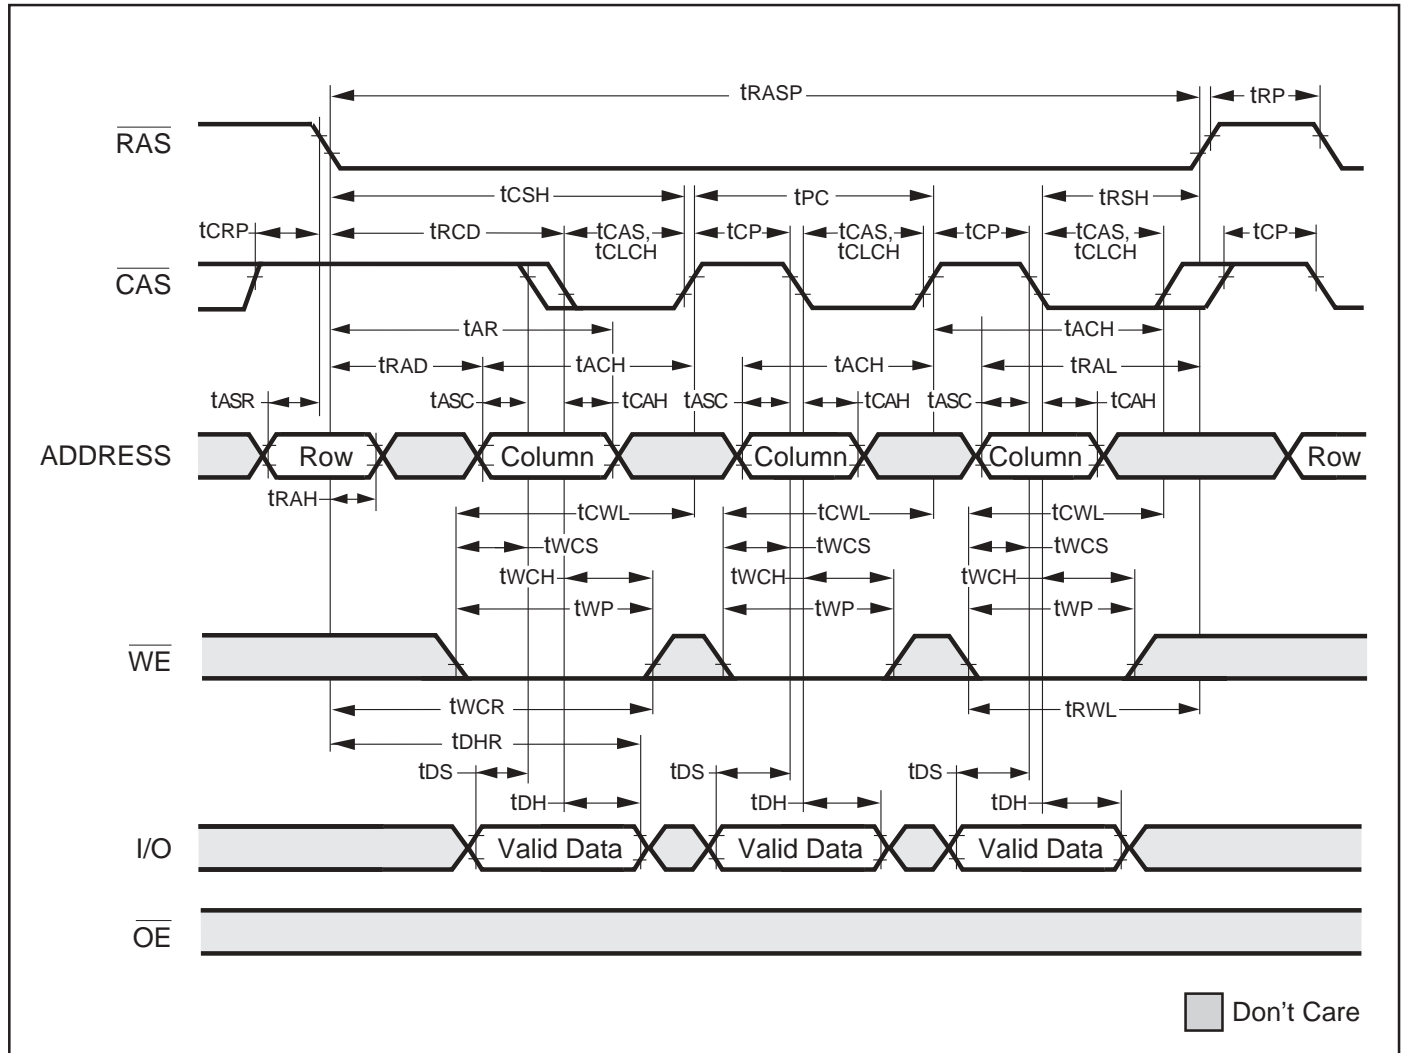 tRASP tRP
RAS
tCSH tPC tRSH
tCRP tRCD tCAS, tCP tCAS, tCP tCAS, tCP
tCLCH tCLCH tCLCH
CAS
tAR tACH
tRAD tACH tACH tRAL
tASR tASC tCAH tASC tCAH tASC tCAH
ADDRESS Row Column Column Column Row
tRAH
tCWL tCWL tCWL
tWCS tWCS tWCS
tWCH tWCH tWCH
tWP tWP tWP
WE
tWCR tRWL
tDHR
tDS tDS tDS
tDH tDH tDH
I/O Valid Data Valid Data Valid Data
OE
Don't Care